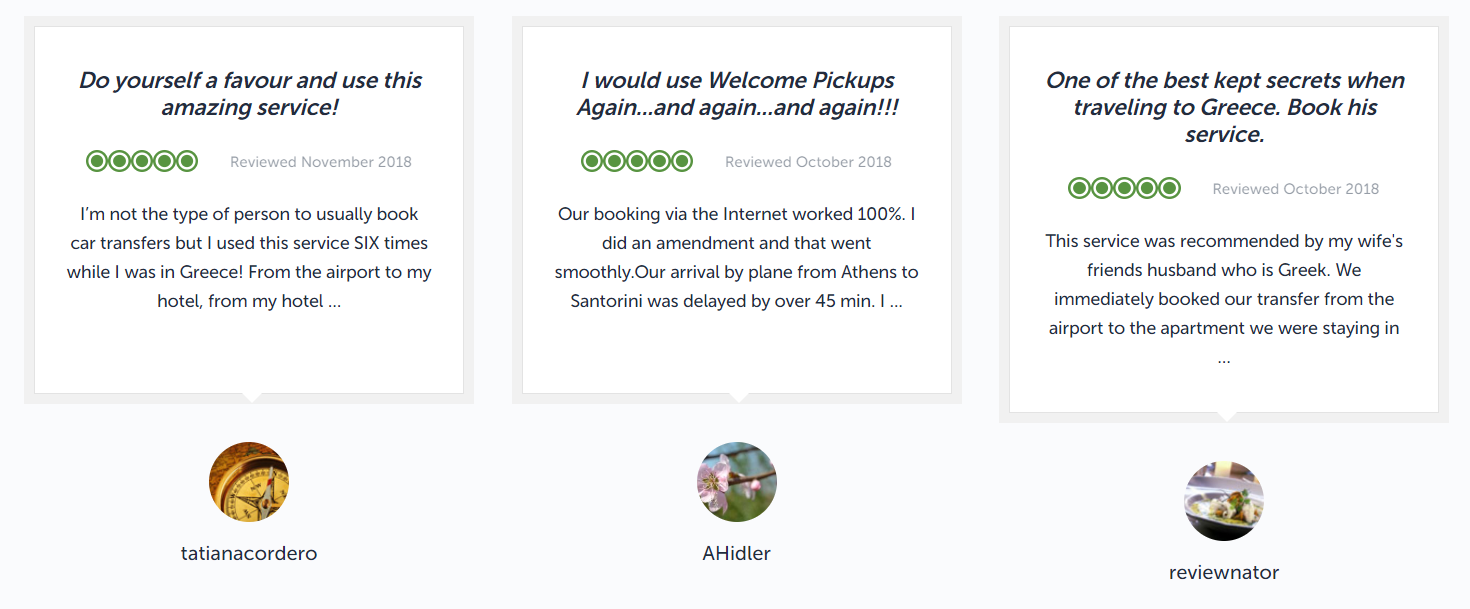 Do yourself a favour and use this
amazing service!
Reviewed November 2018
I'm not the type of person to usually book
car transfers but I used this service SIX times
while I was in Greece! From the airport to my
hotel, from my hotel ...
tatianacordero
I would use Welcome Pickups
Again...and again...and again!!!
Reviewed October 2018
Our booking via the Internet worked 100%. I
did an amendment and that went
smoothly.Our arrival by plane from Athens to
Santorini was delayed by over 45 min. I ...
AHidler
One of the best kept secrets when
traveling to Greece. Book his
service.
Reviewed October 2018
This service was recommended by my wife's
friends husband who is Greek. We
immediately booked our transfer from the
airport to the apartment we were staying in
...
reviewnator